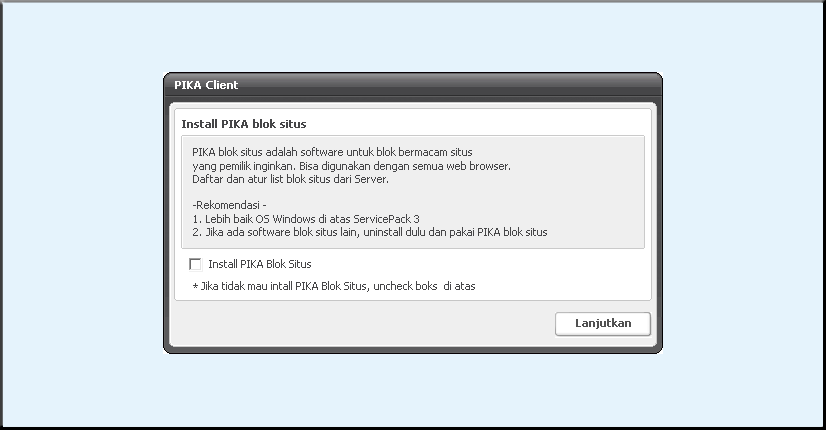 PIKA Client
Install PIKA blok situs
PIKA blok situs adalah software untuk blok bermacam situs
yang pemilik inginkan. Bisa digunakan dengan semua web browser.
Daftar dan atur list blok situs dari Server.
-Rekomendasi -
1. Lebih baik OS Windows di atas ServicePack 3
2. Jika ada software blok situs lain, uninstall dulu dan pakai PIKA blok situs
Install PIKA Blok Situs
* Jika tidak mau intall PIKA Blok Situs, uncheck boks  di atas
Lanjutkan